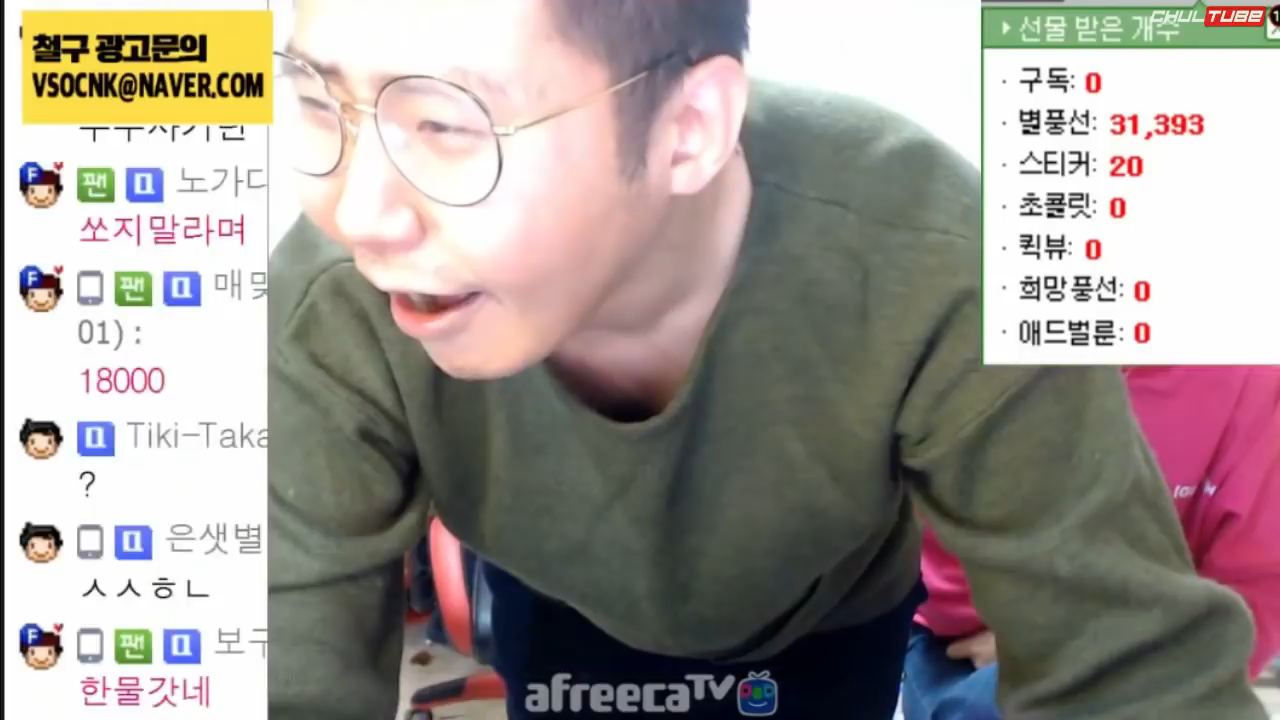 철구 광고문의
VSOCNK@NAVER.COM
팬 노가다
쏘지말라며
팬 매
01) :
18000
Tiki-Taka
?
은샛별
ㅅㅅㅎㄴ
팬 보
한물갓네
CHULTUBE
선물 받은 개수
· 구독: 0
· 별풍선: 31,393
· 스티커: 20
· 초콜릿: 0
· 퀵뷰: 0
· 희망풍선: 0
· 애드벌룬: 0
afreecaTV